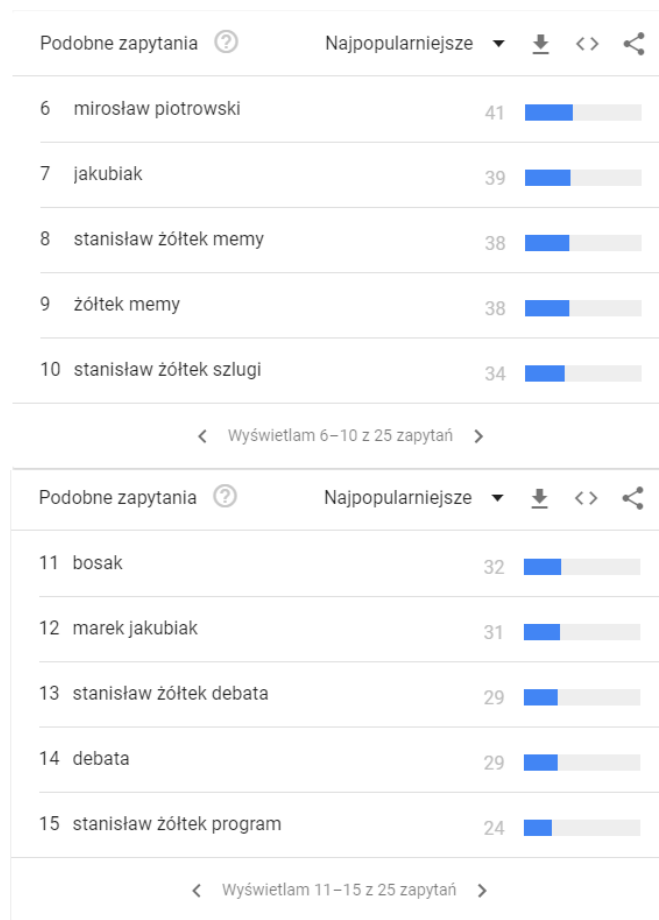 Podobne zapytania ? Najpopularniejsze
6 mirosław piotrowski 41
7 jakubiak 39
8 stanisław żółtek memy 38
9 żółtek memy 38
10 stanisław żółtek szlugi 34
Wyświetlam 6–10 z 25 zapytań
Podobne zapytania ? Najpopularniejsze
11 bosak 32
12 marek jakubiak 31
13 stanisław żółtek debata 29
14 debata 29
15 stanisław żółtek program 24
Wyświetlam 11–15 z 25 zapytań